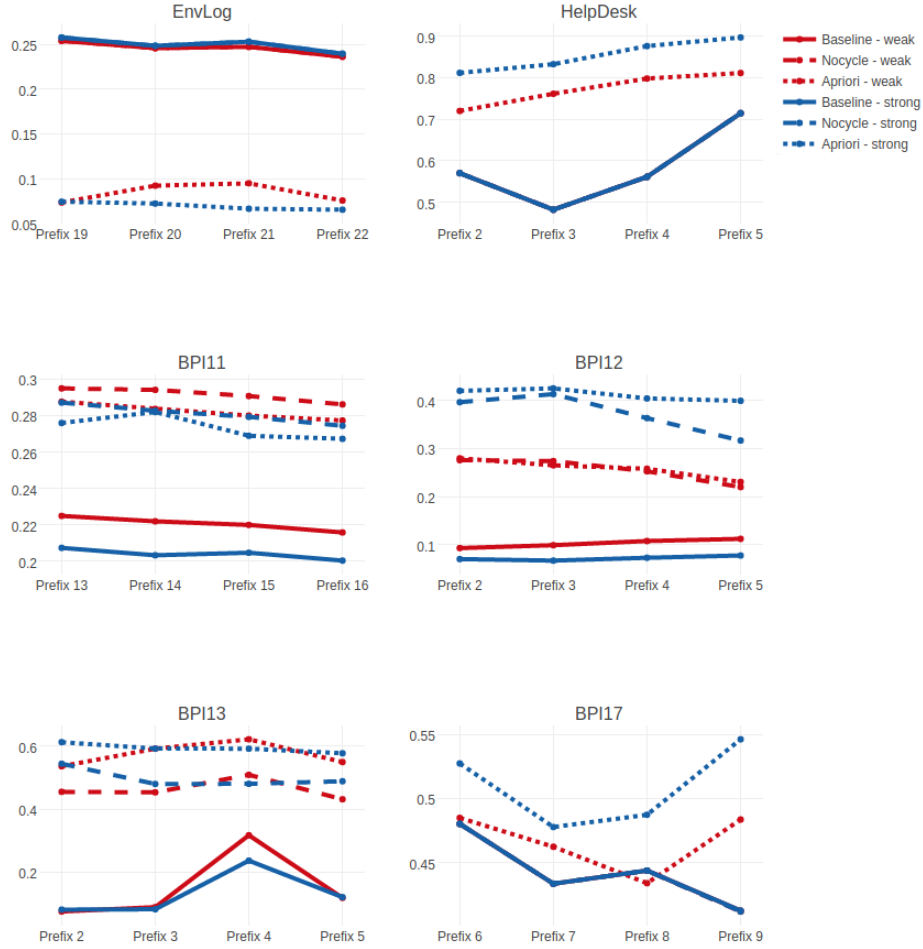 EnvLog
0.25
0.2
0.15
0.1
0.05
Prefix 19 Prefix 20 Prefix 21 Prefix 22
HelpDesk
0.9
0.8
0.7
0.6
0.5
Prefix 2 Prefix 3 Prefix 4 Prefix 5
Baseline - weak
Nocycle - weak
Apriori - weak
Baseline - strong
Nocycle - strong
Apriori - strong
BPI11
0.3
0.28
0.26
0.24
0.22
0.2
Prefix 13 Prefix 14 Prefix 15 Prefix 16
BPI12
0.4
0.3
0.2
0.1
Prefix 2 Prefix 3 Prefix 4 Prefix 5
BPI13
0.6
0.4
0.2
Prefix 2 Prefix 3 Prefix 4 Prefix 5
BPI17
0.55
0.5
0.45
Prefix 6 Prefix 7 Prefix 8 Prefix 9